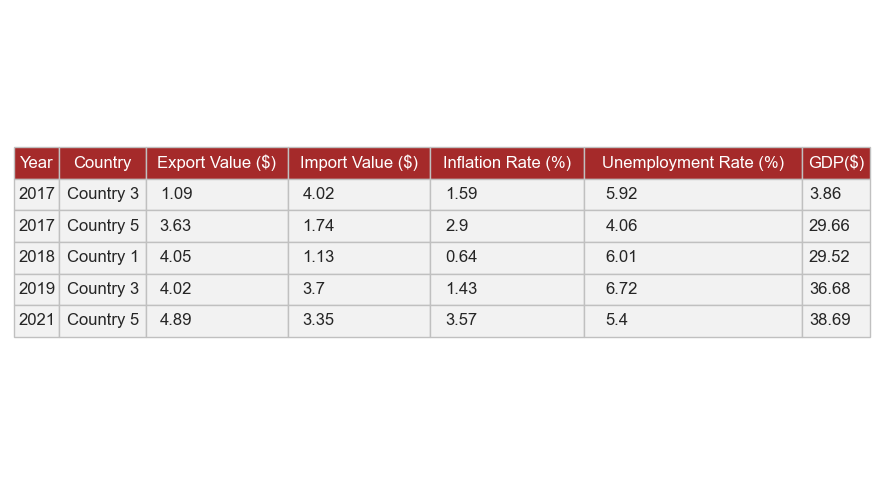 Year Country Export Value ($) Import Value ($) Inflation Rate (%) Unemployment Rate (%) GDP($)
2017 Country 3 1.09 4.02 1.59 5.92 3.86
2017 Country 5 3.63 1.74 2.9 4.06 29.66
2018 Country 1 4.05 1.13 0.64 6.01 29.52
2019 Country 3 4.02 3.7 1.43 6.72 36.68
2021 Country 5 4.89 3.35 3.57 5.4 38.69